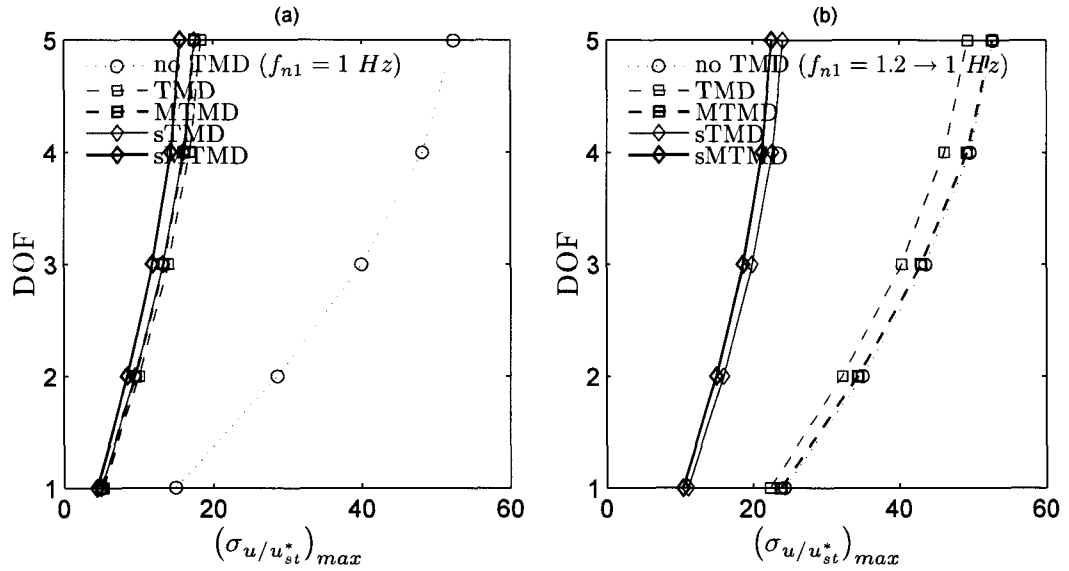 (a)
5
4
3
2
1
DOF
no TMD (f_{n1} = 1 Hz)
TMD
MTMD
sTMD
sMTMD
0
20
40
60
(σ_{u/u*_{st}})_{max}
(b)
5
4
3
2
1
DOF
no TMD (f_{n1} = 1.2 → 1 Hz)
TMD
MTMD
sTMD
sMTMD
0
20
40
60
(σ_{u/u*_{st}})_{max}